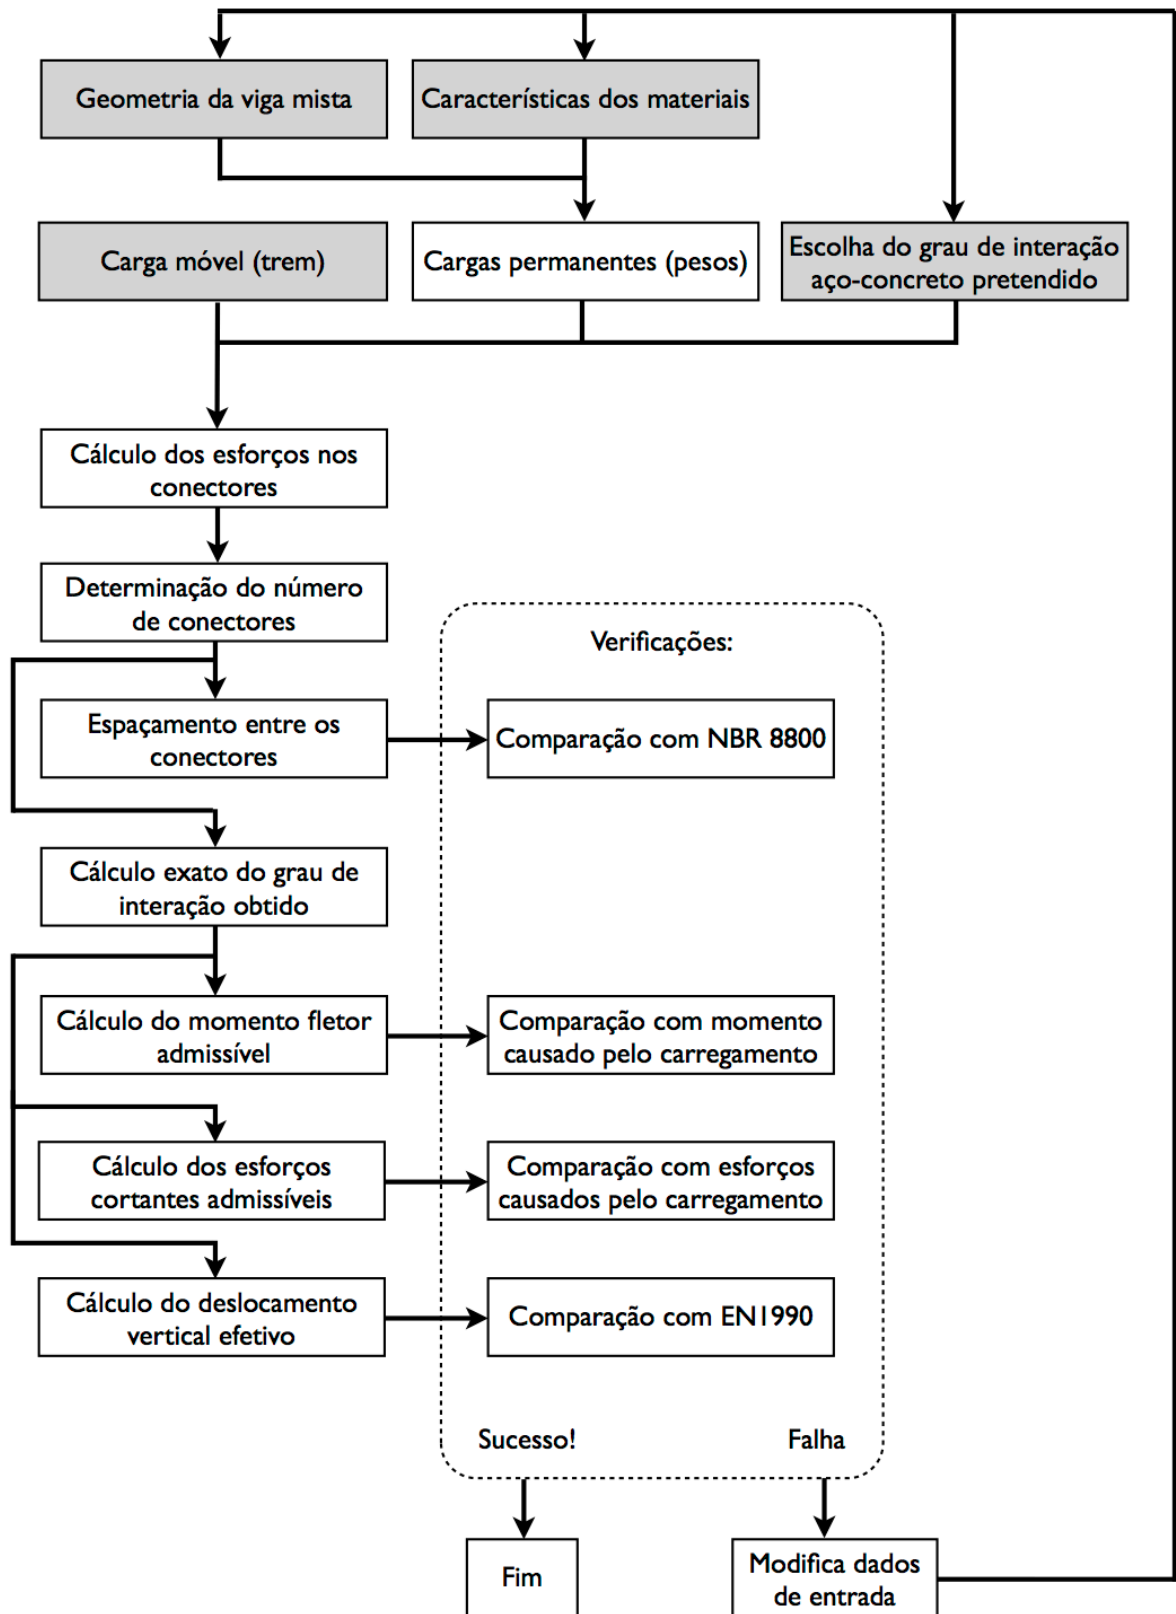 Geometria da viga mista
Características dos materiais
Carga móvel (trem)
Cargas permanentes (pesos)
Escolha do grau de interação
aço-concreto pretendido
Cálculo dos esforços nos
conectores
Determinação do número
de conectores
Verificações:
Espaçamento entre os
conectores
Comparação com NBR 8800
Cálculo exato do grau de
interação obtido
Cálculo do momento fletor
admissível
Comparação com momento
causado pelo carregamento
Cálculo dos esforços
cortantes admissíveis
Comparação com esforços
causados pelo carregamento
Cálculo do deslocamento
vertical efetivo
Comparação com EN1990
Sucesso!
Falha
Fim
Modifica dados
de entrada